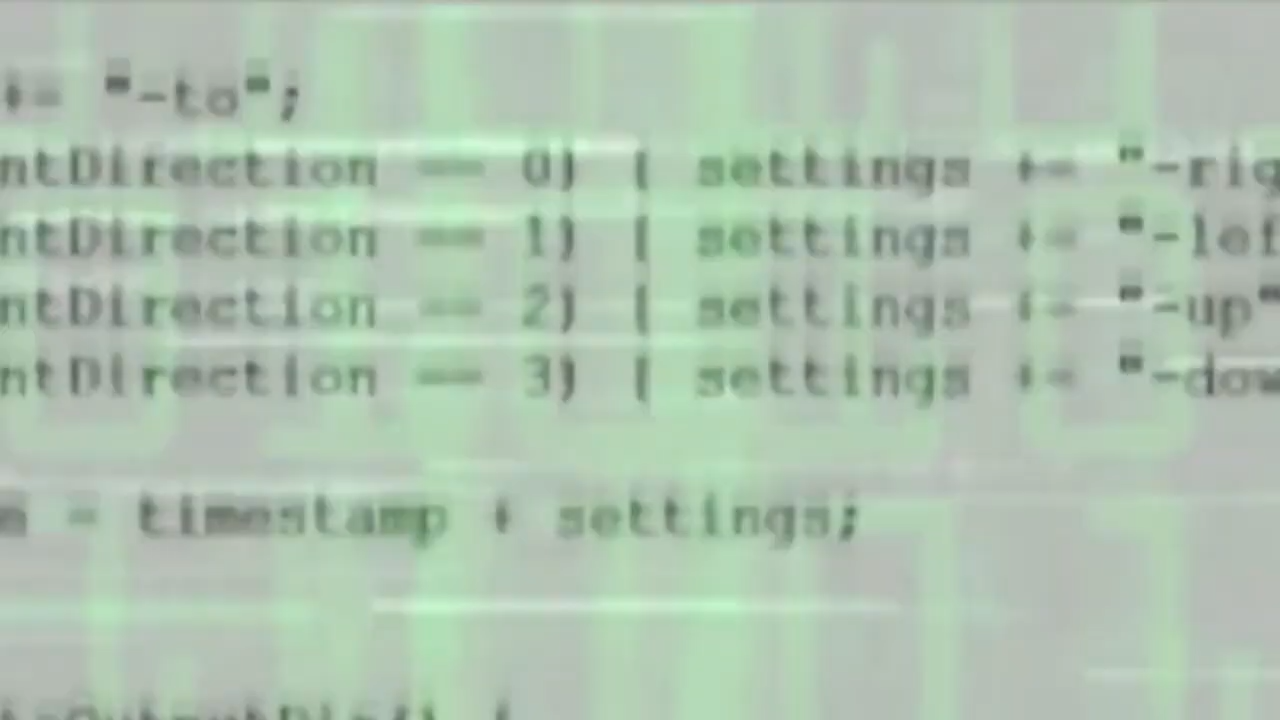 += "-to";
ntDirection == 0) { settings += "-rig
ntDirection == 1) { settings += "-lef
ntDirection == 2) { settings += "-up"
ntDirection == 3) { settings += "-dow
= timestamp + settings;